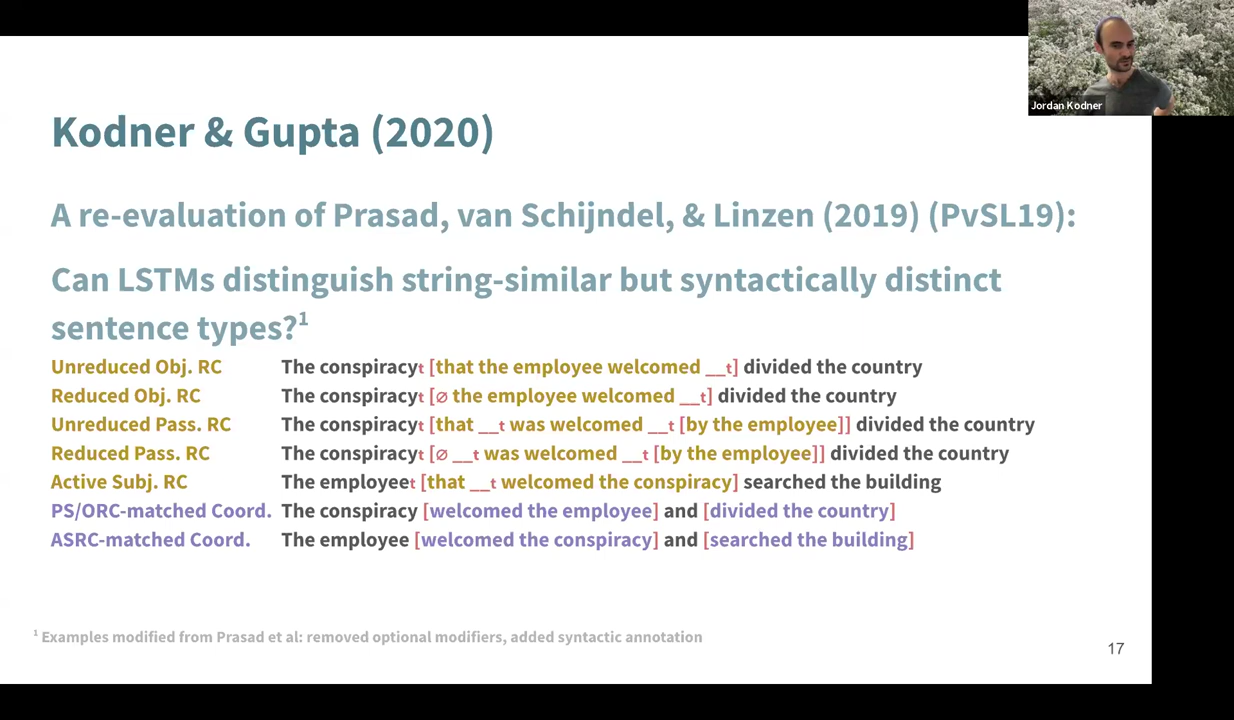 Jordan Kodner
Kodner & Gupta (2020)
A re-evaluation of Prasad, van Schijndel, & Linzen (2019) (PvSL19):
Can LSTMs distinguish string-similar but syntactically distinct
sentence types?¹
Unreduced Obj. RC The conspiracyt [that the employee welcomed __t] divided the country
Reduced Obj. RC The conspiracyt [∅ the employee welcomed __t] divided the country
Unreduced Pass. RC The conspiracyt [that __t was welcomed __t [by the employee]] divided the country
Reduced Pass. RC The conspiracyt [∅ __t was welcomed __t [by the employee]] divided the country
Active Subj. RC The employeet [that __t welcomed the conspiracy] searched the building
PS/ORC-matched Coord. The conspiracy [welcomed the employee] and [divided the country]
ASRC-matched Coord. The employee [welcomed the conspiracy] and [searched the building]
¹ Examples modified from Prasad et al: removed optional modifiers, added syntactic annotation
17